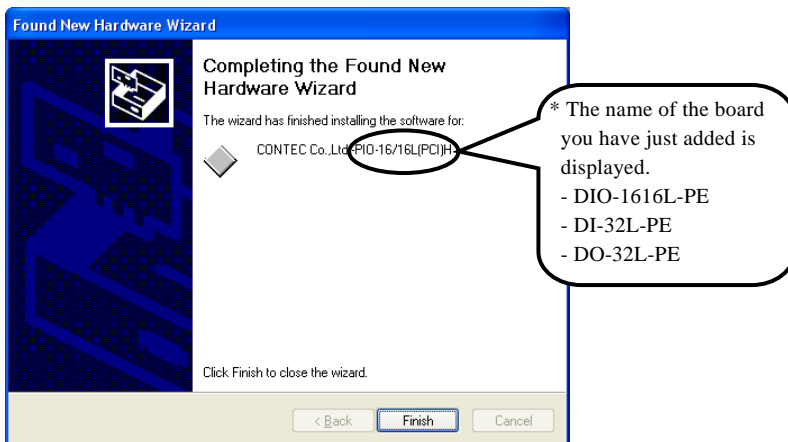 Found New Hardware Wizard
Completing the Found New
Hardware Wizard
The wizard has finished installing the software for:
CONTEC Co.,Ltd.-PIO-16/16L(PCI)H
Click Finish to close the wizard.
< Back
Finish
Cancel
* The name of the board
you have just added is
displayed.
- DIO-1616L-PE
- DI-32L-PE
- DO-32L-PE